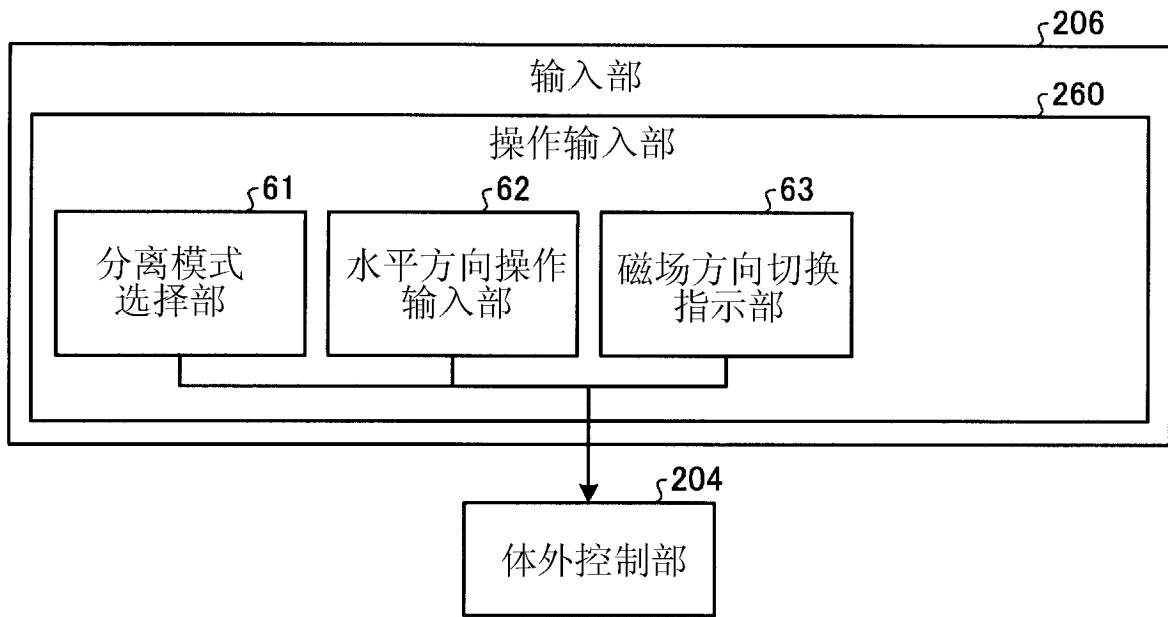 206
输入部
260
操作输入部
61
62
63
分离模式
选择部
水平方向操作
输入部
磁场方向切换
指示部
204
体外控制部